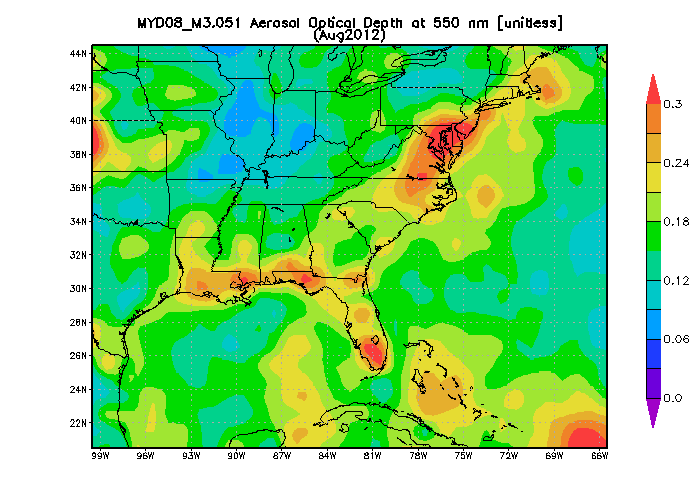 MYD08_M3.051 Aerosol Optical Depth at 550 nm [unitless]
(Aug2012)
44N
42N
40N
38N
36N
34N
32N
30N
28N
26N
24N
22N
99W 96W 93W 90W 87W 84W 81W 78W 75W 72W 69W 66W
0.3
0.24
0.18
0.12
0.06
0.0